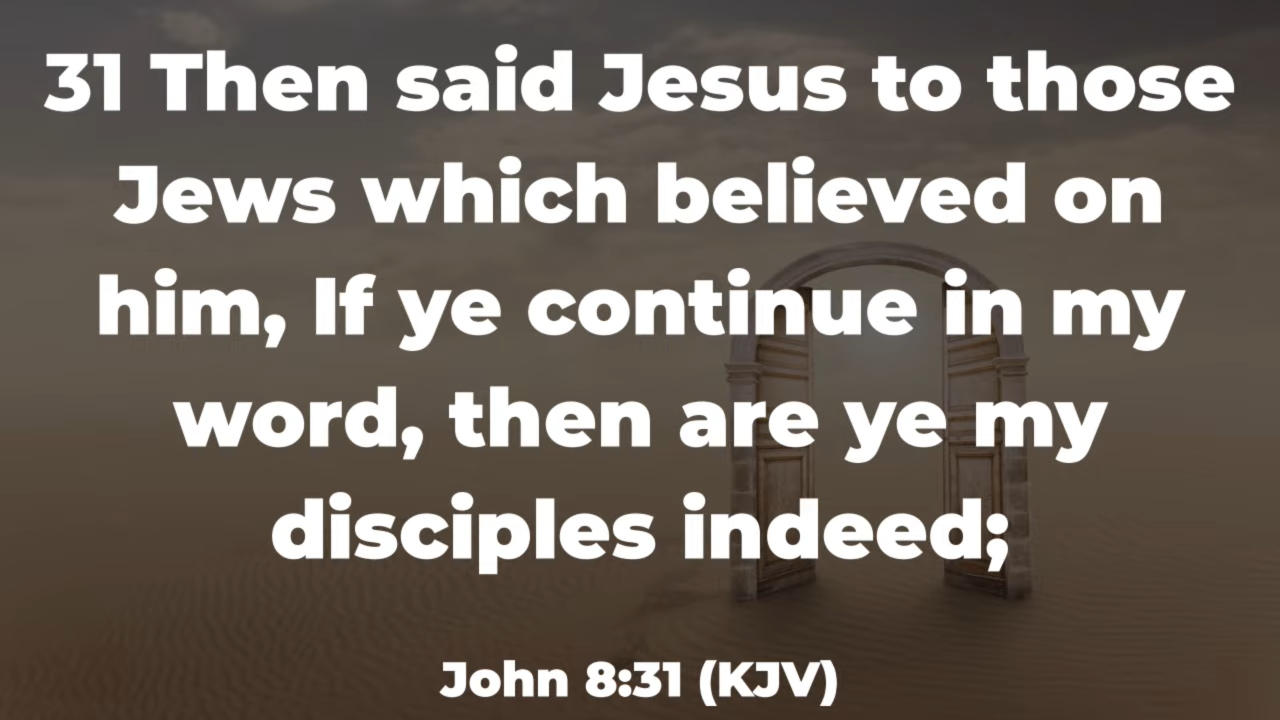 31 Then said Jesus to those
Jews which believed on
him, If ye continue in my
word, then are ye my
disciples indeed;
John 8:31 (KJV)